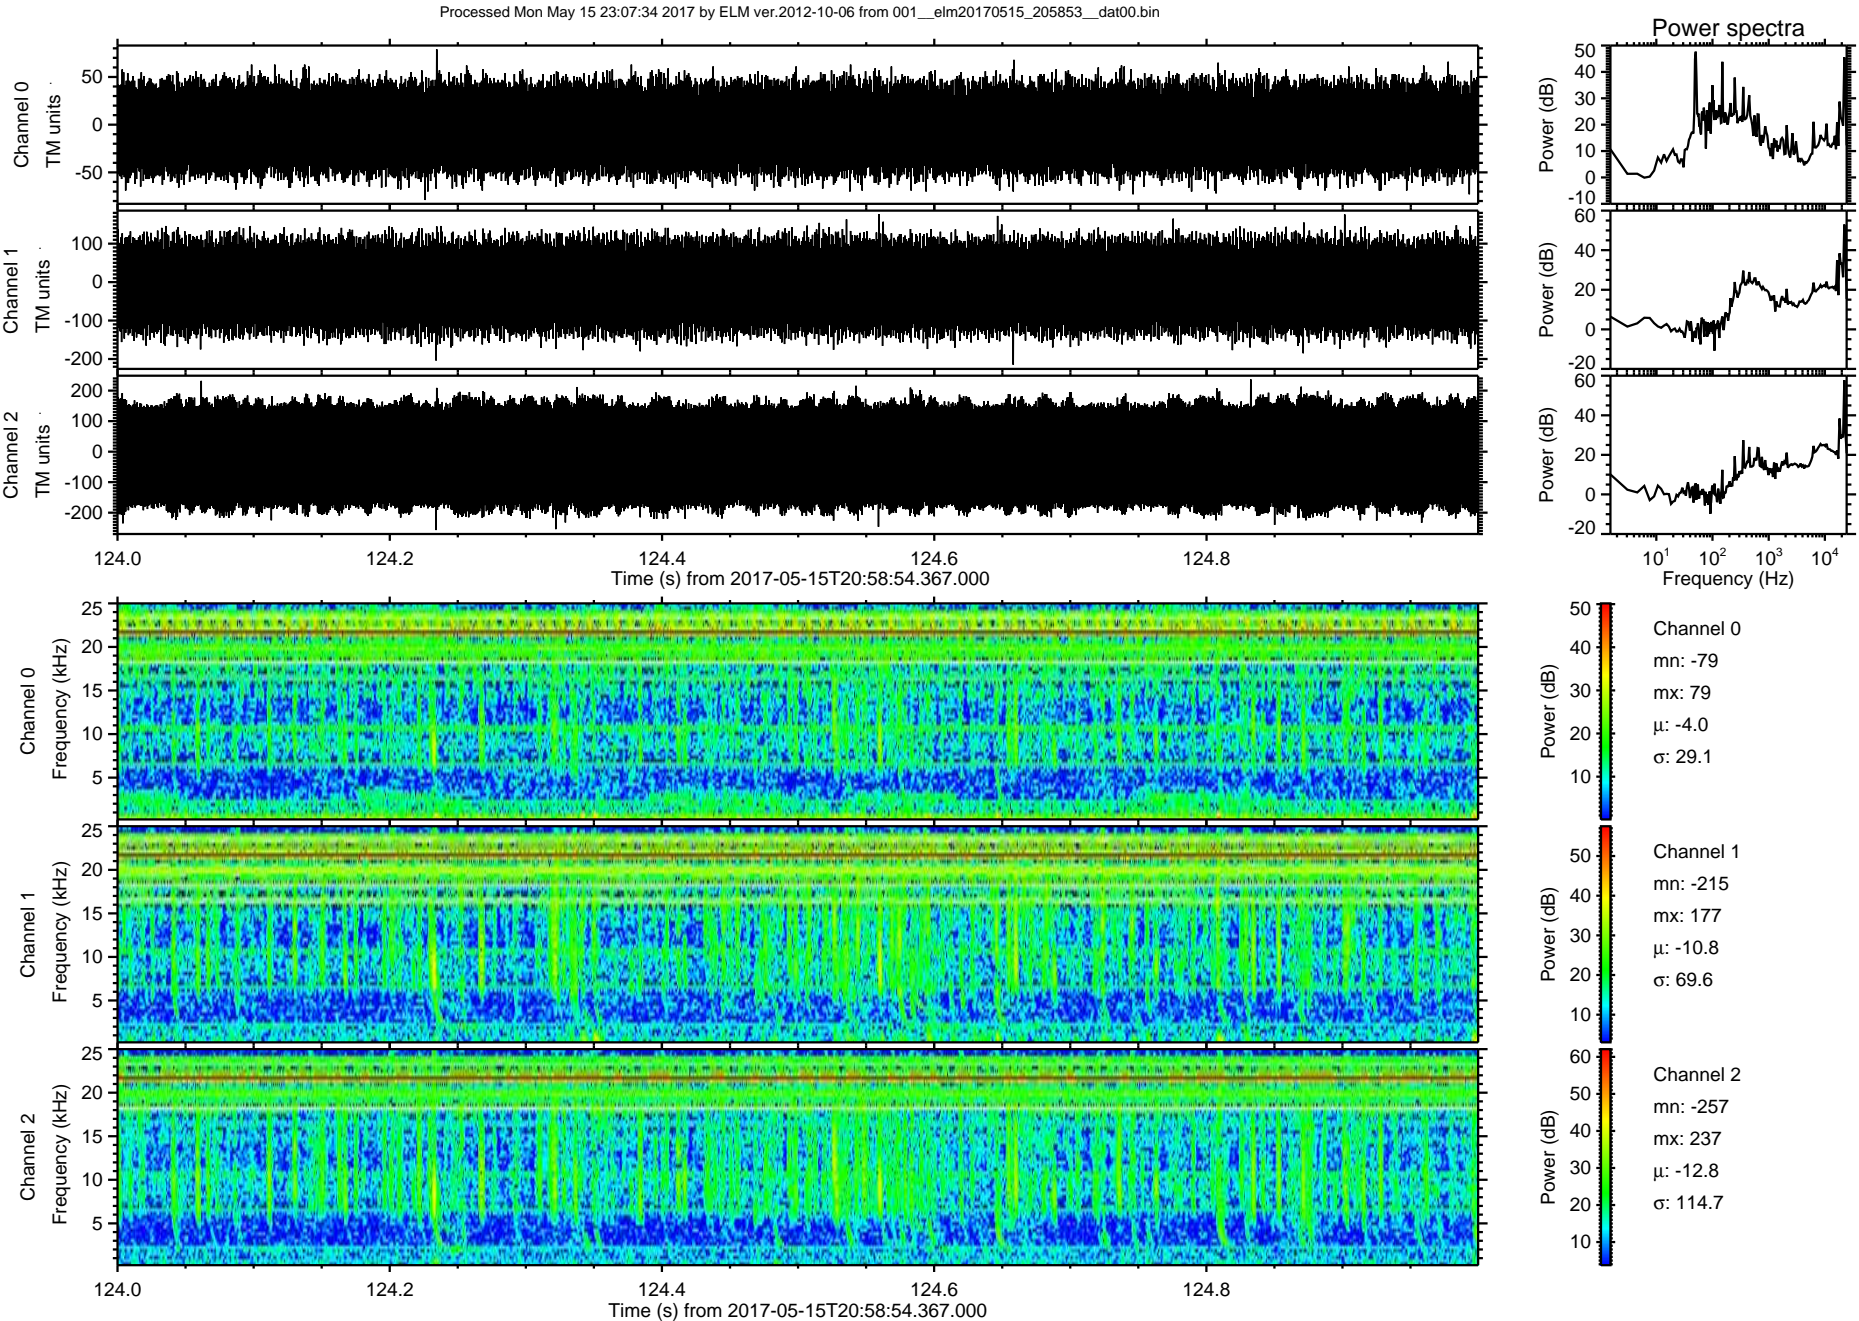 Processed Mon May 15 23:07:34 2017 by ELM ver.2012-10-06 from 001__elm20170515_205853__dat00.bin
Power spectra
Channel 0
TM units
50
0
-50
Power (dB)
50
40
30
20
10
0
-10
Channel 1
TM units
100
0
-100
-200
Power (dB)
60
40
20
0
-20
Channel 2
TM units
200
100
0
-100
-200
Power (dB)
60
40
20
0
-20
124.0 124.2 124.4 124.6 124.8
Time (s) from 2017-05-15T20:58:54.367.000
10^1 10^2 10^3 10^4
Frequency (Hz)
Channel 0
Frequency (kHz)
25
20
15
10
5
Power (dB)
50
40
30
20
10
Channel 0
mn: -79
mx: 79
μ: -4.0
σ: 29.1
Channel 1
Frequency (kHz)
25
20
15
10
5
Power (dB)
50
40
30
20
10
Channel 1
mn: -215
mx: 177
μ: -10.8
σ: 69.6
Channel 2
Frequency (kHz)
25
20
15
10
5
Power (dB)
60
50
40
30
20
10
Channel 2
mn: -257
mx: 237
μ: -12.8
σ: 114.7
124.0 124.2 124.4 124.6 124.8
Time (s) from 2017-05-15T20:58:54.367.000